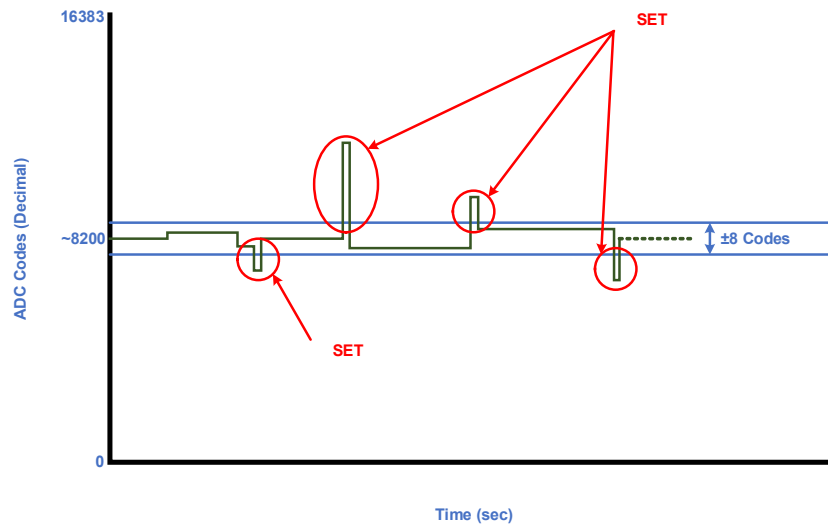 16383
SET
ADC Codes (Decimal)
~8200
±8 Codes
SET
0
Time (sec)